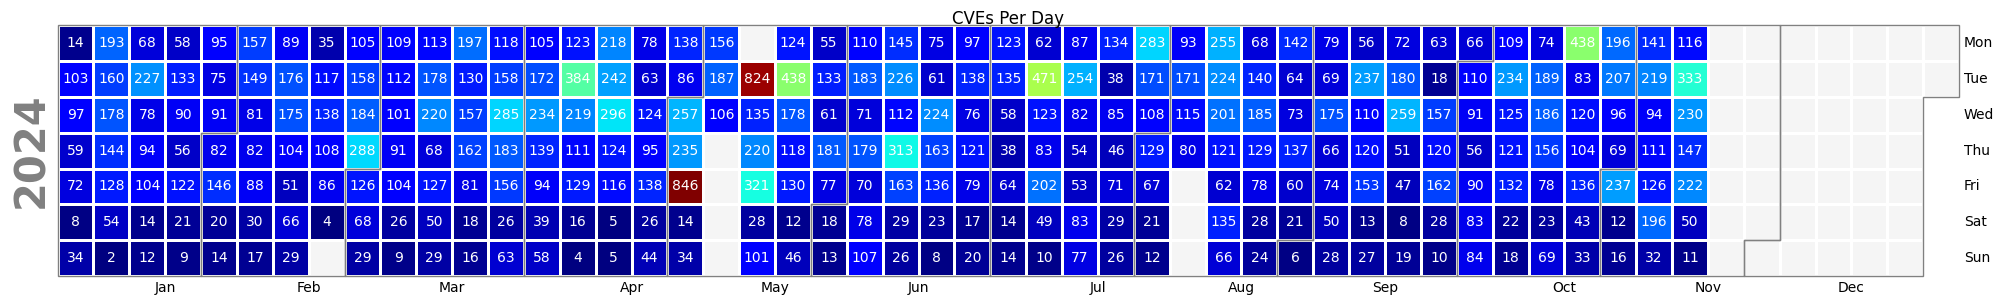 CVEs Per Day
14 193 68 58 95 157 89 35 105 109 113 197 118 105 123 218 78 138 156 124 55 110 145 75 97 123 62 87 134 283 93 255 68 142 79 56 72 63 66 109 74 438 196 141 116 Mon
103 160 227 133 75 149 176 117 158 112 178 130 158 172 384 242 63 86 187 824 438 133 183 226 61 138 135 471 254 38 171 171 224 140 64 69 237 180 18 110 234 189 83 207 219 333 Tue
97 178 78 90 91 81 175 138 184 101 220 157 285 234 219 296 124 257 106 135 178 61 71 112 224 76 58 123 82 85 108 115 201 185 73 175 110 259 157 91 125 186 120 96 94 230 Wed
59 144 94 56 82 82 104 108 288 91 68 162 183 139 111 124 95 235 220 118 181 179 313 163 121 38 83 54 46 129 80 121 129 137 66 120 51 120 56 121 156 104 69 111 147 Thu
72 128 104 122 146 88 51 86 126 104 127 81 156 94 129 116 138 846 321 130 77 70 163 136 79 64 202 53 71 67 62 78 60 74 153 47 162 90 132 78 136 237 126 222 Fri
8 54 14 21 20 30 66 4 68 26 50 18 26 39 16 5 26 14 28 12 18 78 29 23 17 14 49 83 29 21 135 28 21 50 13 8 28 83 22 23 43 12 196 50 Sat
34 2 12 9 14 17 29 29 9 29 16 63 58 4 5 44 34 101 46 13 107 26 8 20 14 10 77 26 12 66 24 6 28 27 19 10 84 18 69 33 16 32 11 Sun
Jan Feb Mar Apr May Jun Jul Aug Sep Oct Nov Dec
2024